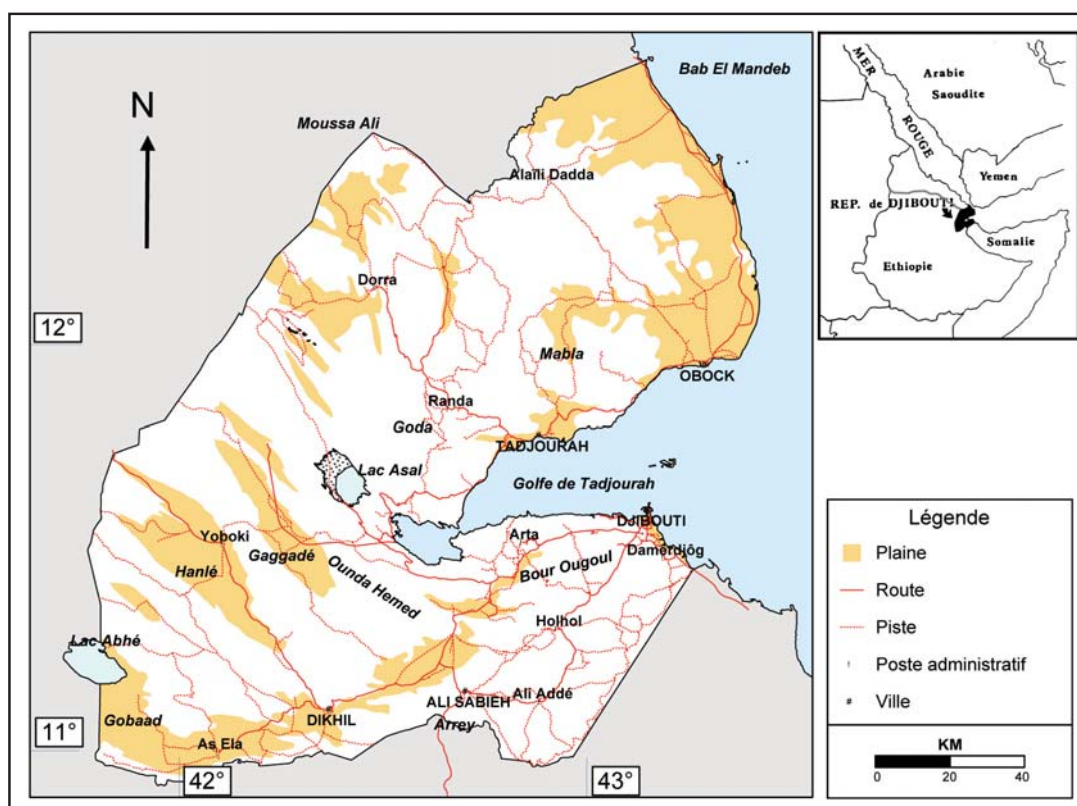 Bab El Mandeb
N
Moussa Ali
Alaïli Dadda
Dorra
12°
Mabla
OBOCK
Randa
Goda
TADJOURAH
Lac Asal
Golfe de Tadjourah
DJIBOUTI
Yoboki
Arta
Damerdjôg
Gaggadé
Bour Ougoul
Hanlé
Ounda Hemed
Holhol
Lac Abhé
Ali Addé
ALI SABIEH
Gobaad
DIKHIL
Arrey
11°
As Ela
42°
43°
MER
ROUGE
Arabie
Saoudite
Yemen
REP. de DJIBOUTI
Somalie
Ethiopie
Légende
Plaine
Route
Piste
Poste administratif
Ville
KM
0 20 40